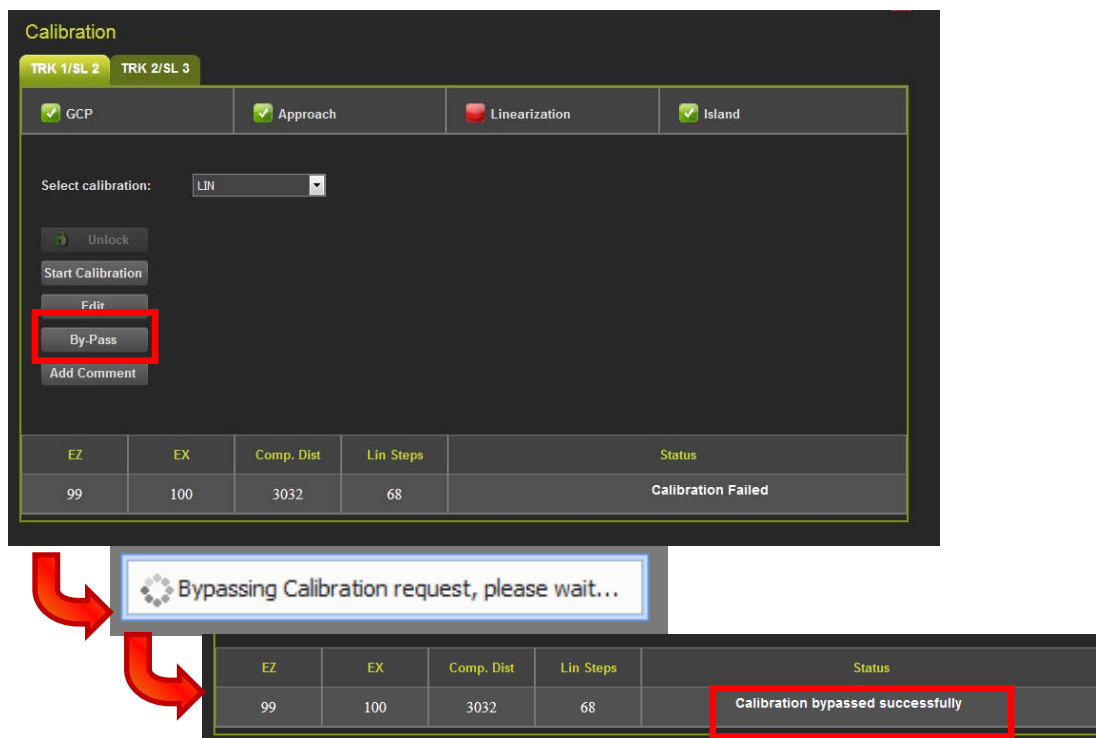 Calibration
TRK 1/SL 2 TRK 2/SL 3
GCP Approach Linearization Island
Select calibration: LIN
Unlock
Start Calibration
Edit
By-Pass
Add Comment
EZ EX Comp. Dist Lin Steps Status
99 100 3032 68 Calibration Failed
Bypassing Calibration request, please wait...
EZ EX Comp. Dist Lin Steps Status
99 100 3032 68 Calibration bypassed successfully